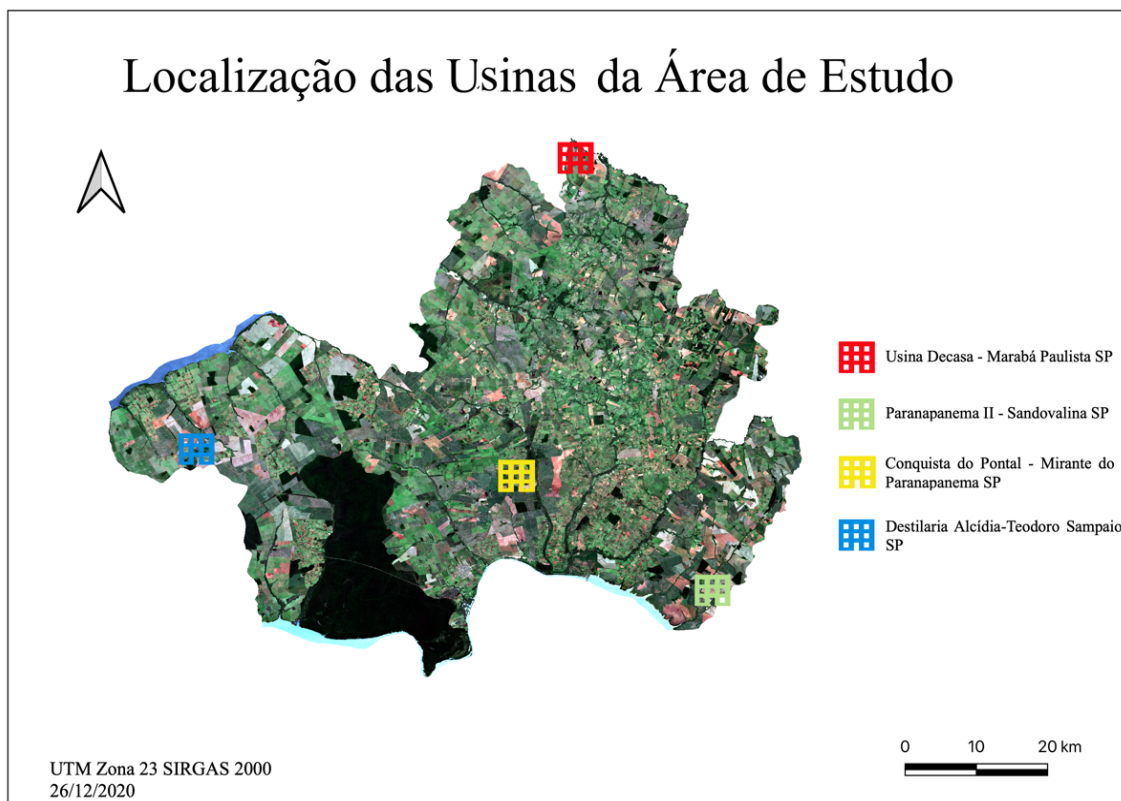 Localização das Usinas da Área de Estudo
Usina Decasa - Marabá Paulista SP
Paranapanema II - Sandovalina SP
Conquista do Pontal - Mirante do
Paranapanema SP
Destilaria Alcídia-Teodoro Sampaio
SP
0 10 20 km
UTM Zona 23 SIRGAS 2000
26/12/2020